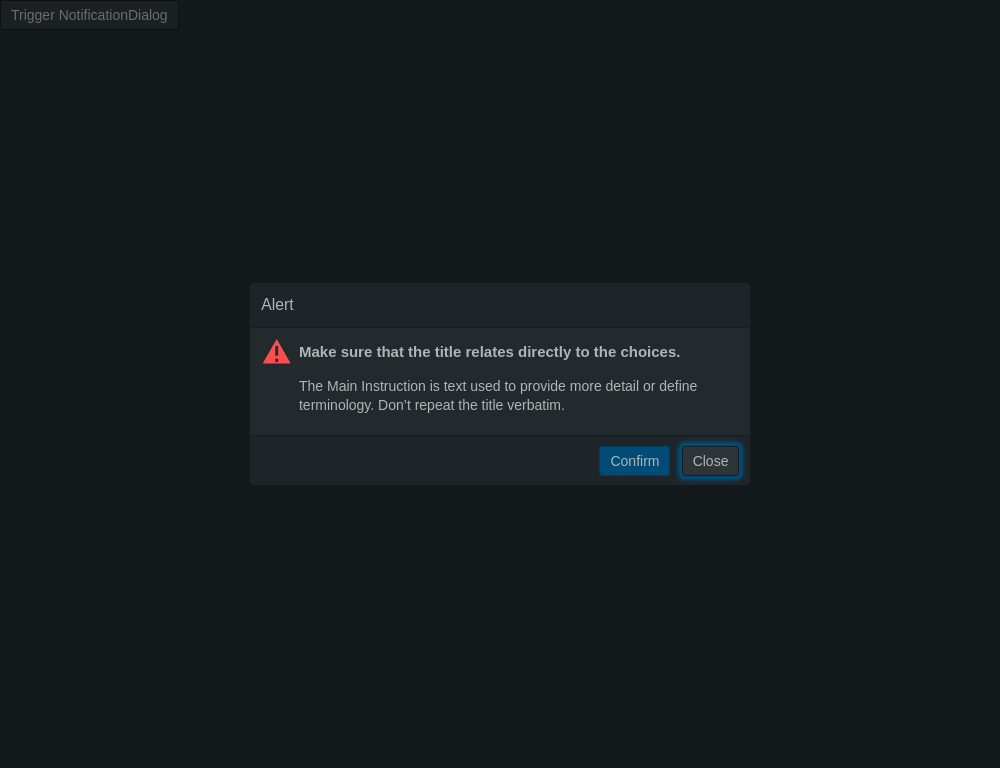 Trigger NotificationDialog
Alert
Make sure that the title relates directly to the choices.
The Main Instruction is text used to provide more detail or define
terminology. Don’t repeat the title verbatim.
Confirm Close